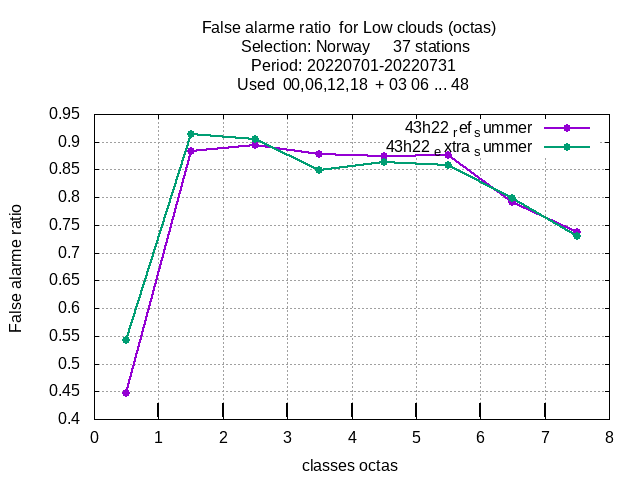 False alarme ratio  for Low clouds (octas)
Selection: Norway     37 stations
Period: 20220701-20220731
Used  00,06,12,18  + 03 06 ... 48
43h22 ref summer
43h22 extra summer
False alarme ratio
0.95
0.9
0.85
0.8
0.75
0.7
0.65
0.6
0.55
0.5
0.45
0.4
0 1 2 3 4 5 6 7 8
classes octas